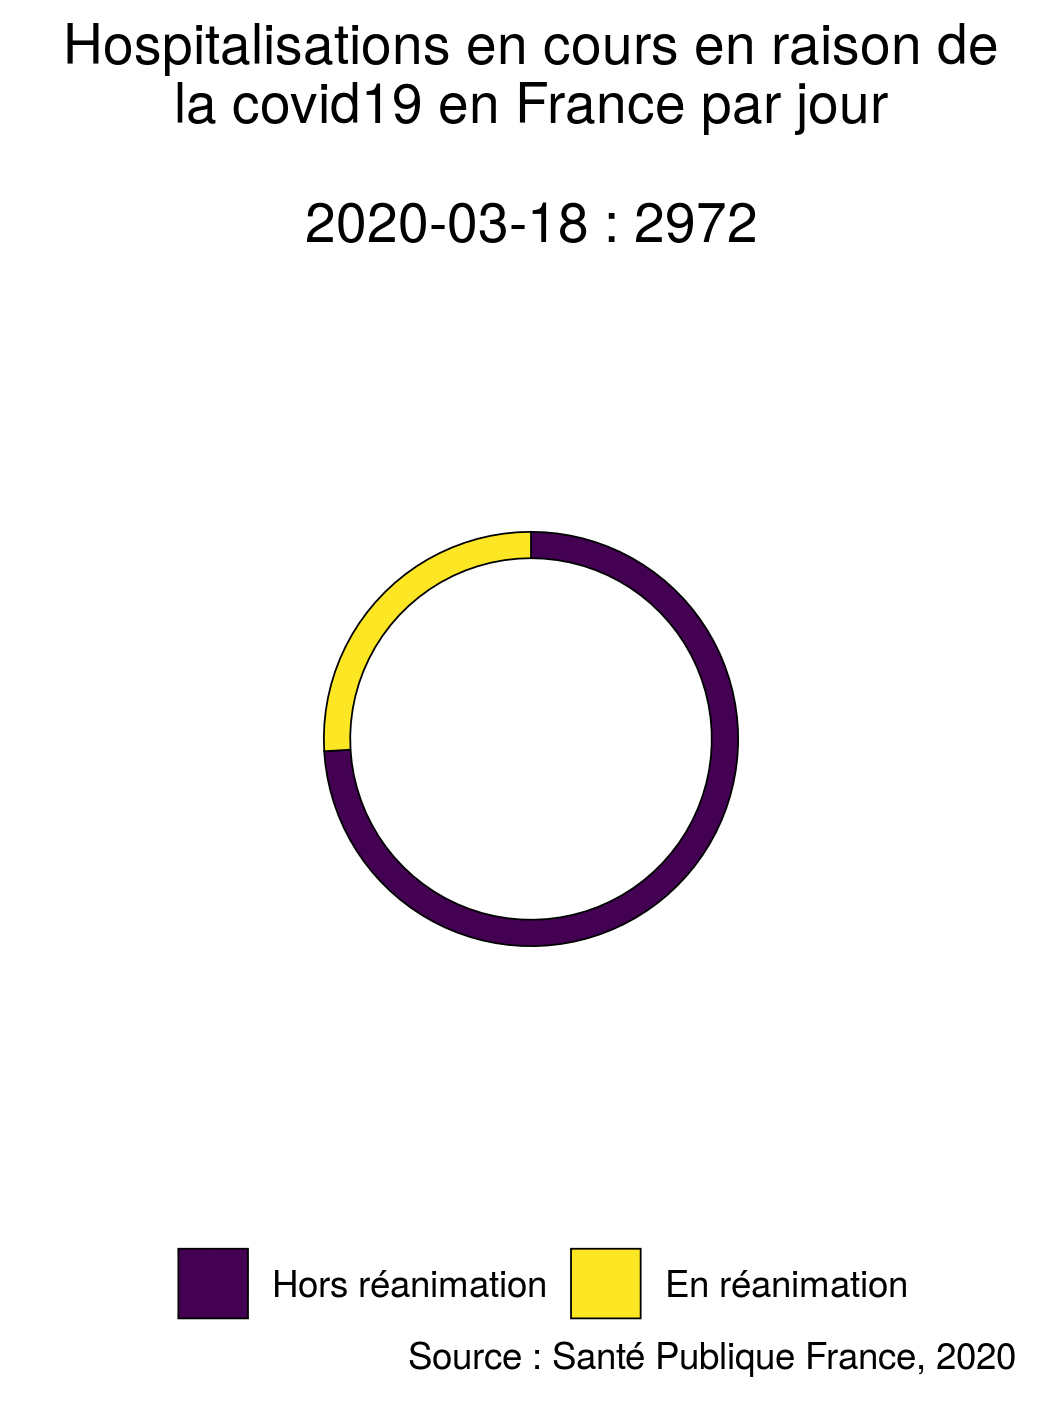 Hospitalisations en cours en raison de
la covid19 en France par jour
2020-03-18 : 2972
Hors réanimation
En réanimation
Source : Santé Publique France, 2020